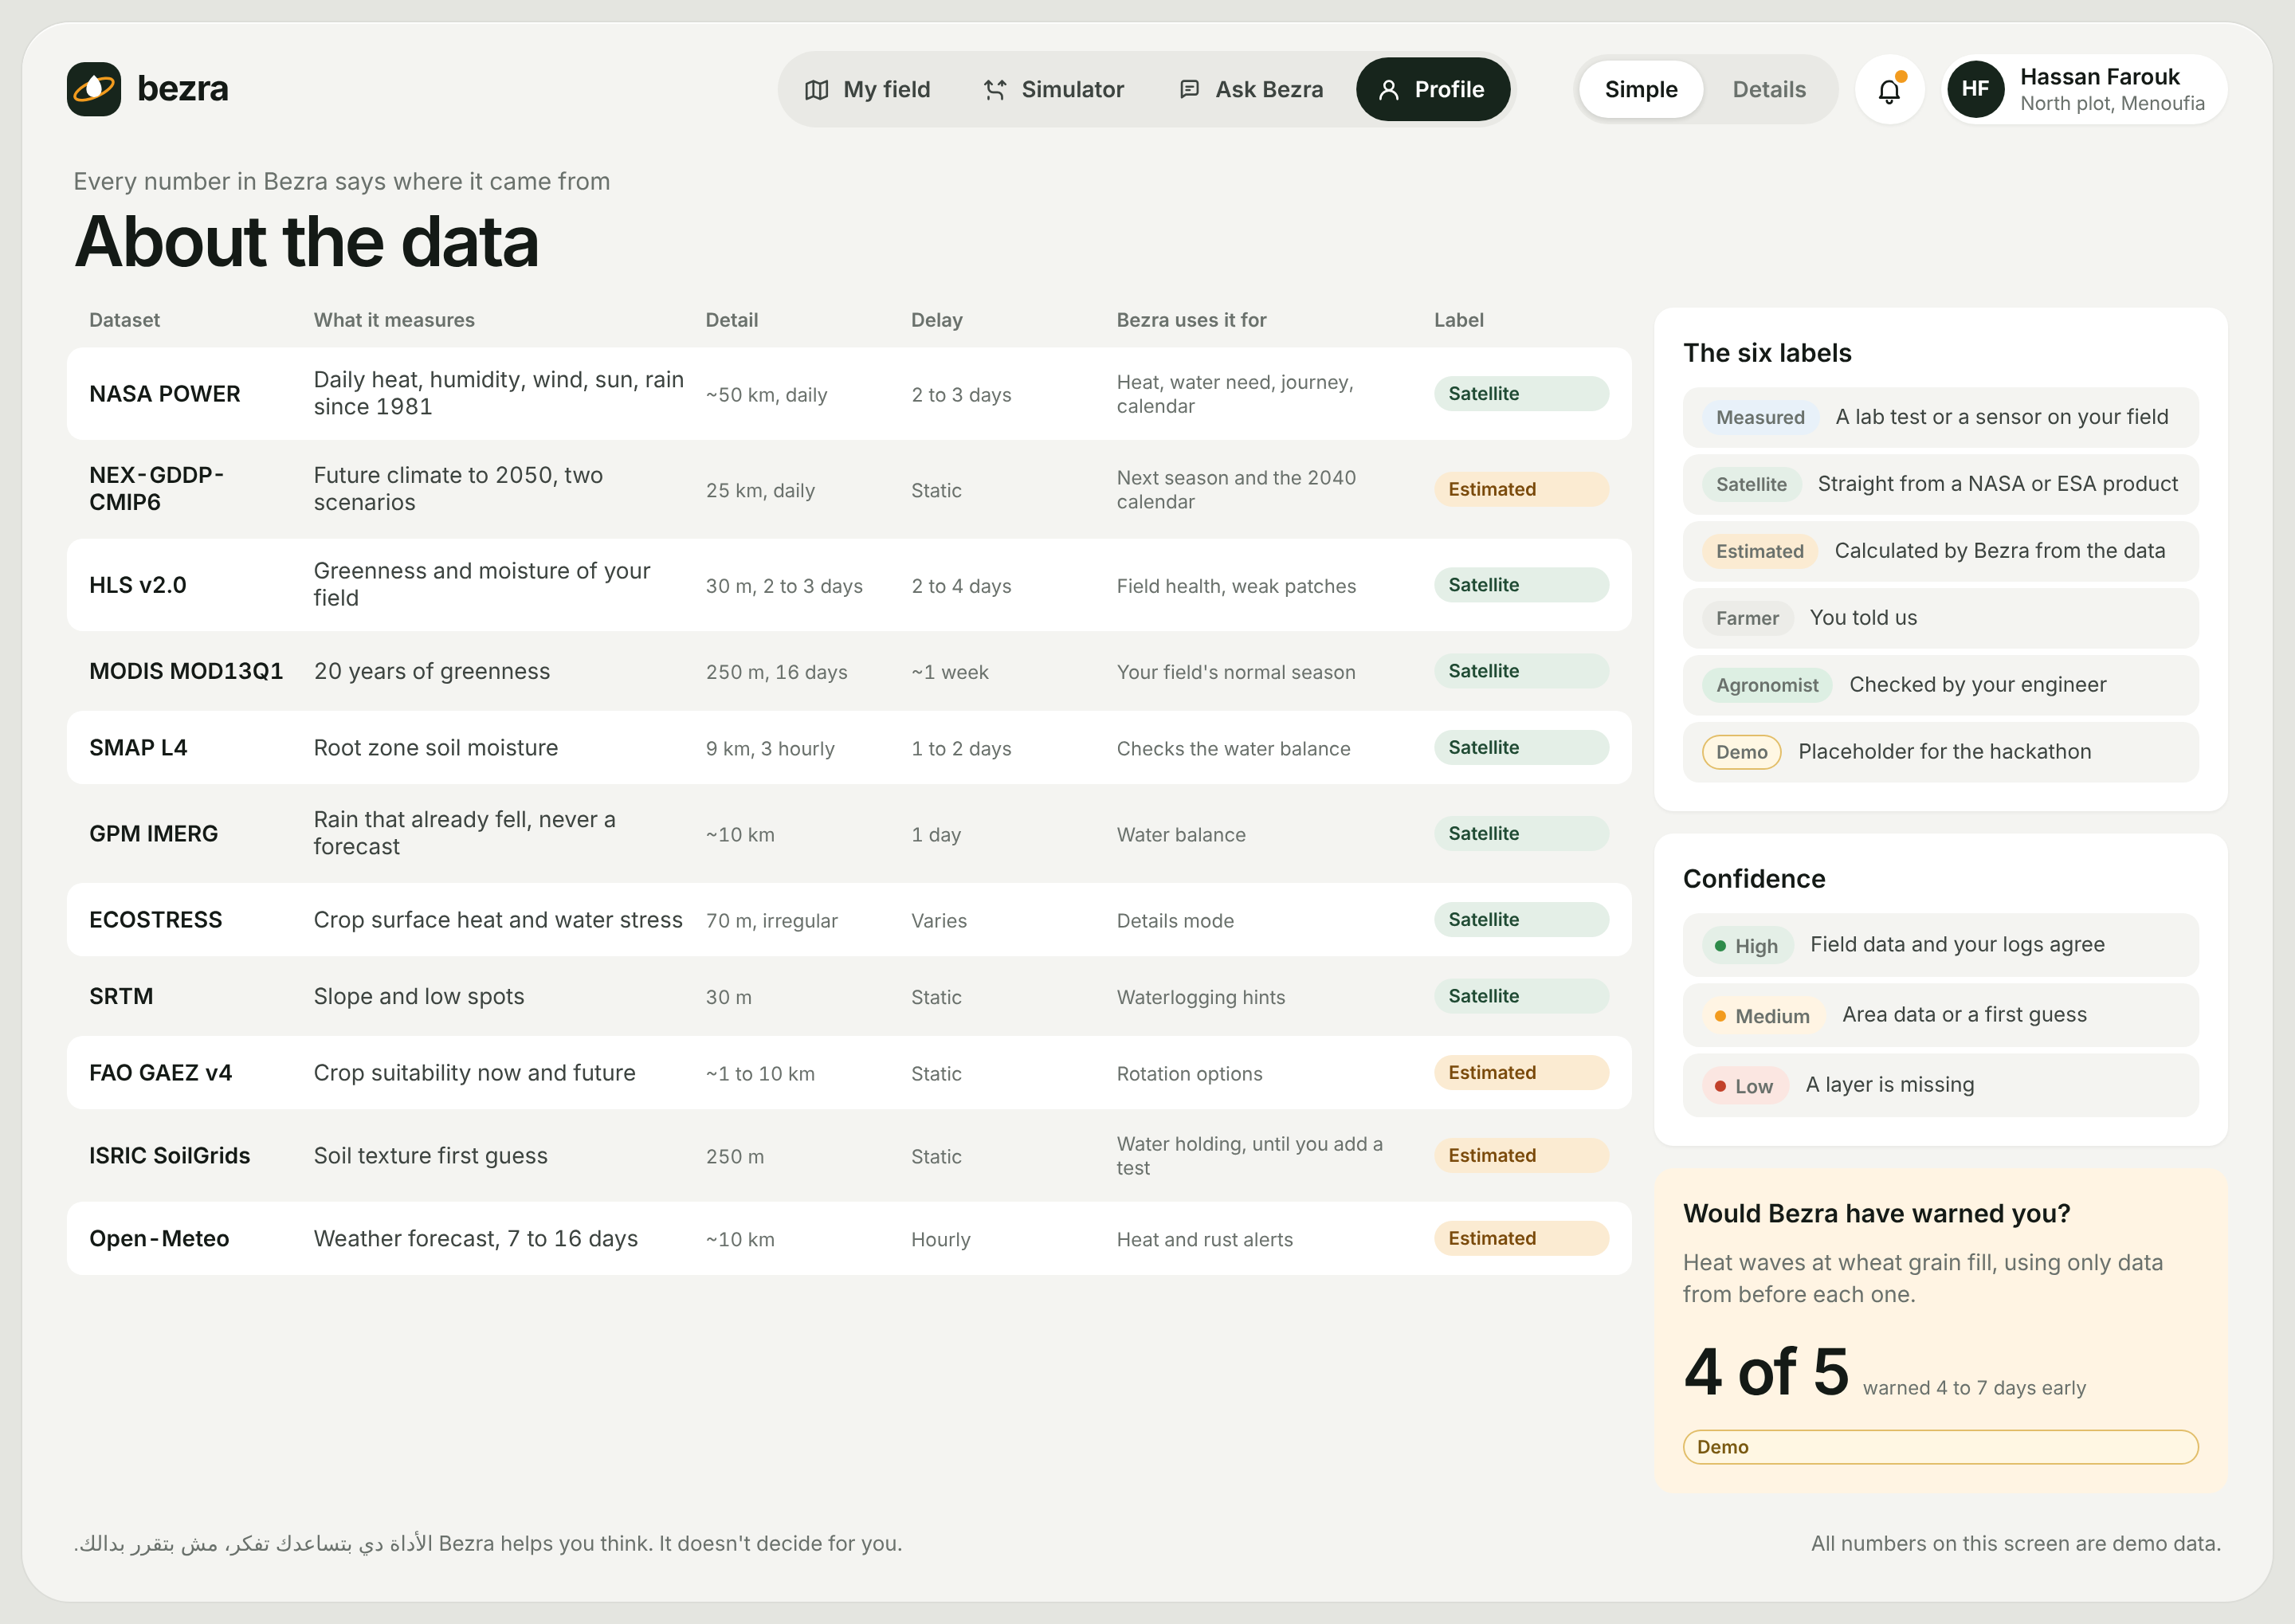 bezra
My field
Simulator
Ask Bezra
Profile
Simple
Details
HF
Hassan Farouk
North plot, Menoufia
Every number in Bezra says where it came from
About the data
Dataset
What it measures
Detail
Delay
Bezra uses it for
Label
NASA POWER
Daily heat, humidity, wind, sun, rain
since 1981
~50 km, daily
2 to 3 days
Heat, water need, journey,
calendar
Satellite
NEX-GDDP-
CMIP6
Future climate to 2050, two
scenarios
25 km, daily
Static
Next season and the 2040
calendar
Estimated
HLS v2.0
Greenness and moisture of your
field
30 m, 2 to 3 days
2 to 4 days
Field health, weak patches
Satellite
MODIS MOD13Q1
20 years of greenness
250 m, 16 days
~1 week
Your field's normal season
Satellite
SMAP L4
Root zone soil moisture
9 km, 3 hourly
1 to 2 days
Checks the water balance
Satellite
GPM IMERG
Rain that already fell, never a
forecast
~10 km
1 day
Water balance
Satellite
ECOSTRESS
Crop surface heat and water stress
70 m, irregular
Varies
Details mode
Satellite
SRTM
Slope and low spots
30 m
Static
Waterlogging hints
Satellite
FAO GAEZ v4
Crop suitability now and future
~1 to 10 km
Static
Rotation options
Estimated
ISRIC SoilGrids
Soil texture first guess
250 m
Static
Water holding, until you add a
test
Estimated
Open-Meteo
Weather forecast, 7 to 16 days
~10 km
Hourly
Heat and rust alerts
Estimated
The six labels
Measured
A lab test or a sensor on your field
Satellite
Straight from a NASA or ESA product
Estimated
Calculated by Bezra from the data
Farmer
You told us
Agronomist
Checked by your engineer
Demo
Placeholder for the hackathon
Confidence
High
Field data and your logs agree
Medium
Area data or a first guess
Low
A layer is missing
Would Bezra have warned you?
Heat waves at wheat grain fill, using only data
from before each one.
4 of 5
warned 4 to 7 days early
Demo
الأداة دي بتساعدك تفكر، مش بتقرر بدالك. Bezra helps you think. It doesn't decide for you.
All numbers on this screen are demo data.